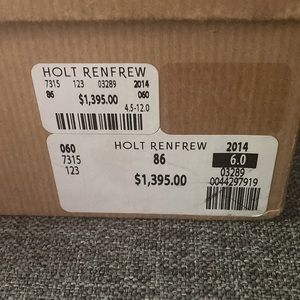 HOLT RENFREW
7315 123 03289 2014
86 $1,395.00 060
4.5-12.0
060 HOLT RENFREW 2014
7315 86 6.0
123 03289
$1,395.00 0044297919